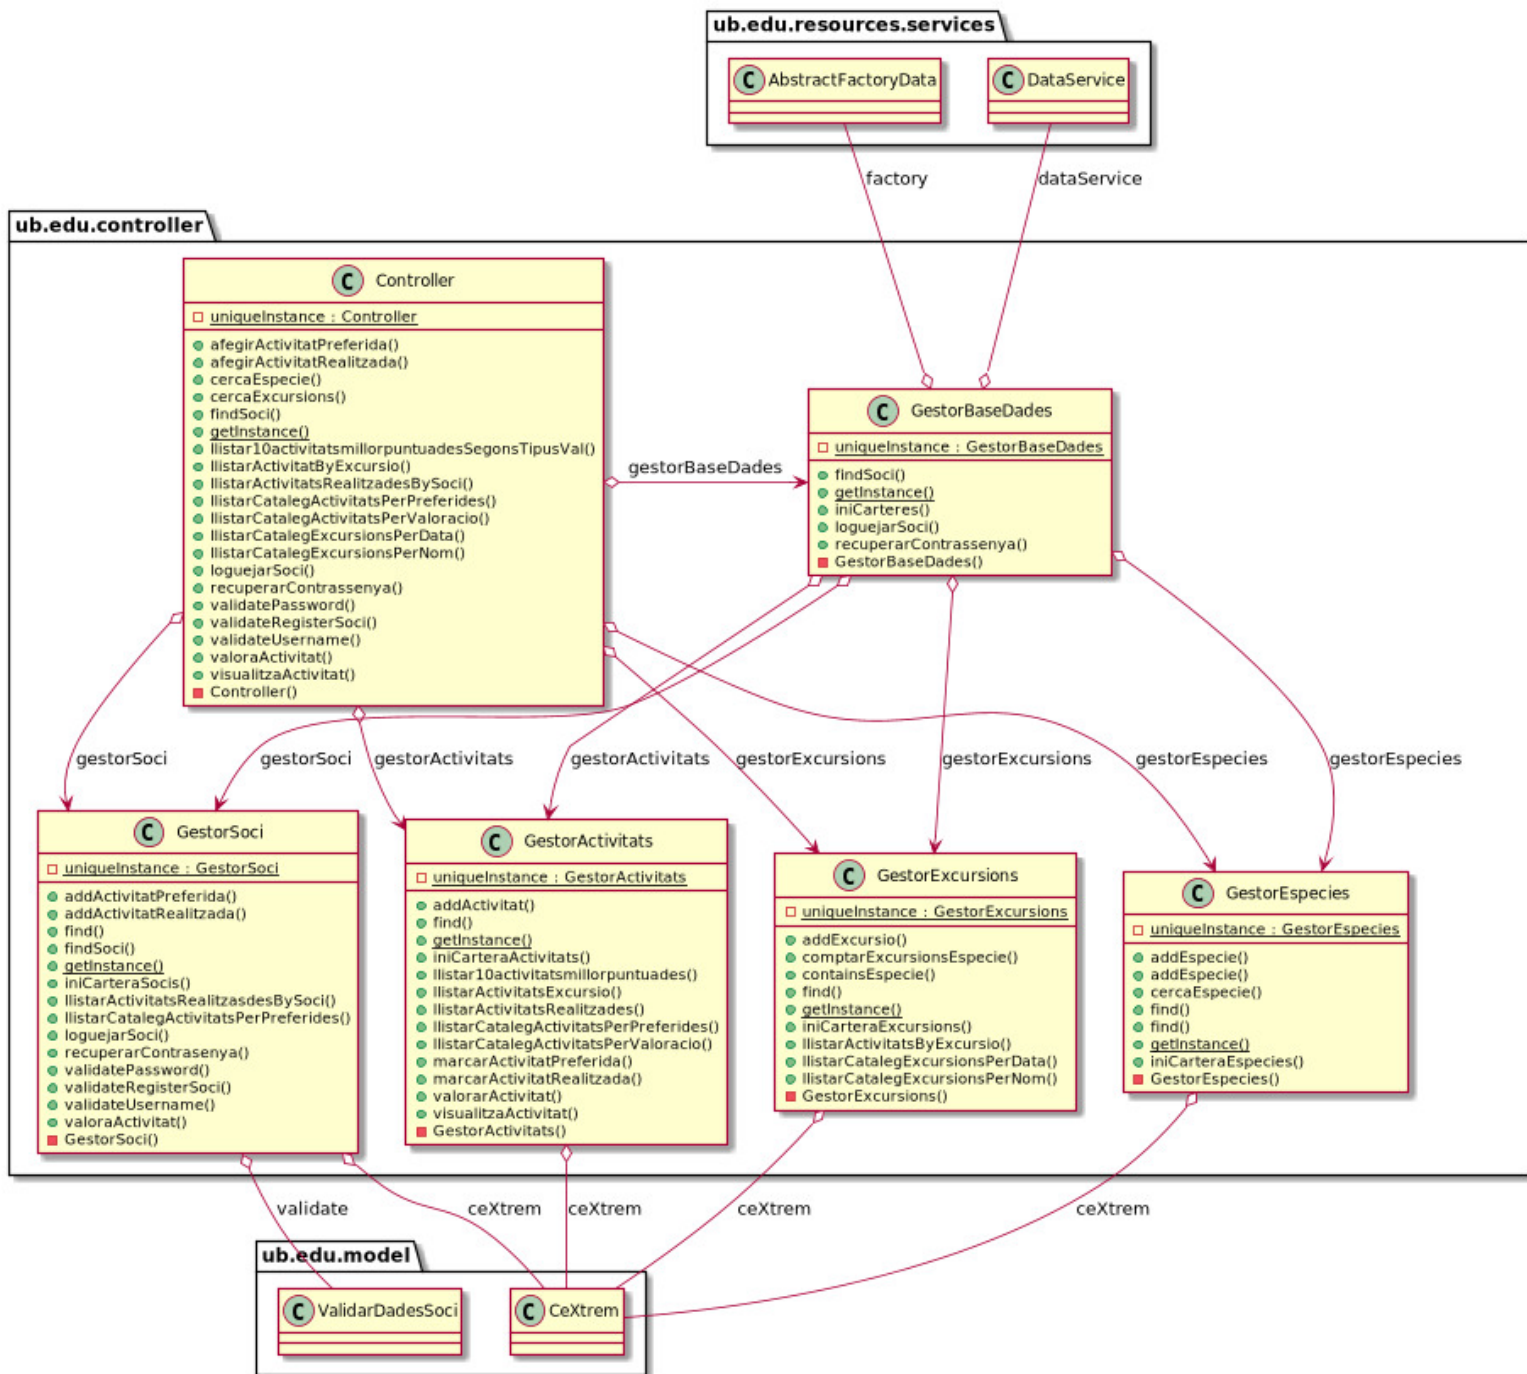 ub.edu.resources.services
C AbstractFactoryData
C DataService
factory
dataService
ub.edu.controller
C Controller
uniqueInstance : Controller
afegirActivitatPreferida()
afegirActivitatRealitzada()
cercaEspecie()
cercaExcursions()
findSoci()
getInstance()
llistar10activitatsmillorpuntuadesSegonsTipusVal()
llistarActivitatByExcursio()
llistarActivitatsRealitzadesBySoci()
llistarCatalegActivitatsPerPreferides()
llistarCatalegActivitatsPerValoracio()
llistarCatalegExcursionsPerData()
llistarCatalegExcursionsPerNom()
loguejarSoci()
recuperarContrassenya()
validatePassword()
validateRegisterSoci()
validateUsername()
valoraActivitat()
visualitzaActivitat()
Controller()
gestorBaseDades
C GestorBaseDades
uniqueInstance : GestorBaseDades
findSoci()
getInstance()
iniCarteres()
loguejarSoci()
recuperarContrassenya()
GestorBaseDades()
gestorSoci
gestorSoci
gestorActivitats
gestorActivitats
gestorExcursions
gestorExcursions
gestorEspecies
gestorEspecies
C GestorSoci
uniqueInstance : GestorSoci
addActivitatPreferida()
addActivitatRealitzada()
find()
findSoci()
getInstance()
iniCarteraSocis()
llistarActivitatsRealitzasdesBySoci()
llistarCatalegActivitatsPerPreferides()
loguejarSoci()
recuperarContrasenya()
validatePassword()
validateRegisterSoci()
validateUsername()
valoraActivitat()
GestorSoci()
C GestorActivitats
uniqueInstance : GestorActivitats
addActivitat()
find()
getInstance()
iniCarteraActivitats()
llistar10activitatsmillorpuntuades()
llistarActivitatsExcursio()
llistarActivitatsRealitzades()
llistarCatalegActivitatsPerPreferides()
llistarCatalegActivitatsPerValoracio()
marcarActivitatPreferida()
marcarActivitatRealitzada()
valorarActivitat()
visualitzaActivitat()
GestorActivitats()
C GestorExcursions
uniqueInstance : GestorExcursions
addExcursio()
comptarExcursionsEspecie()
containsEspecie()
find()
getInstance()
iniCarteraExcursions()
llistarActivitatsByExcursio()
llistarCatalegExcursionsPerData()
llistarCatalegExcursionsPerNom()
GestorExcursions()
C GestorEspecies
uniqueInstance : GestorEspecies
addEspecie()
addEspecie()
cercaEspecie()
find()
find()
getInstance()
iniCarteraEspecies()
GestorEspecies()
validate
ceXtrem
ceXtrem
ceXtrem
ceXtrem
ub.edu.model
C ValidarDadesSoci
C CeXtrem